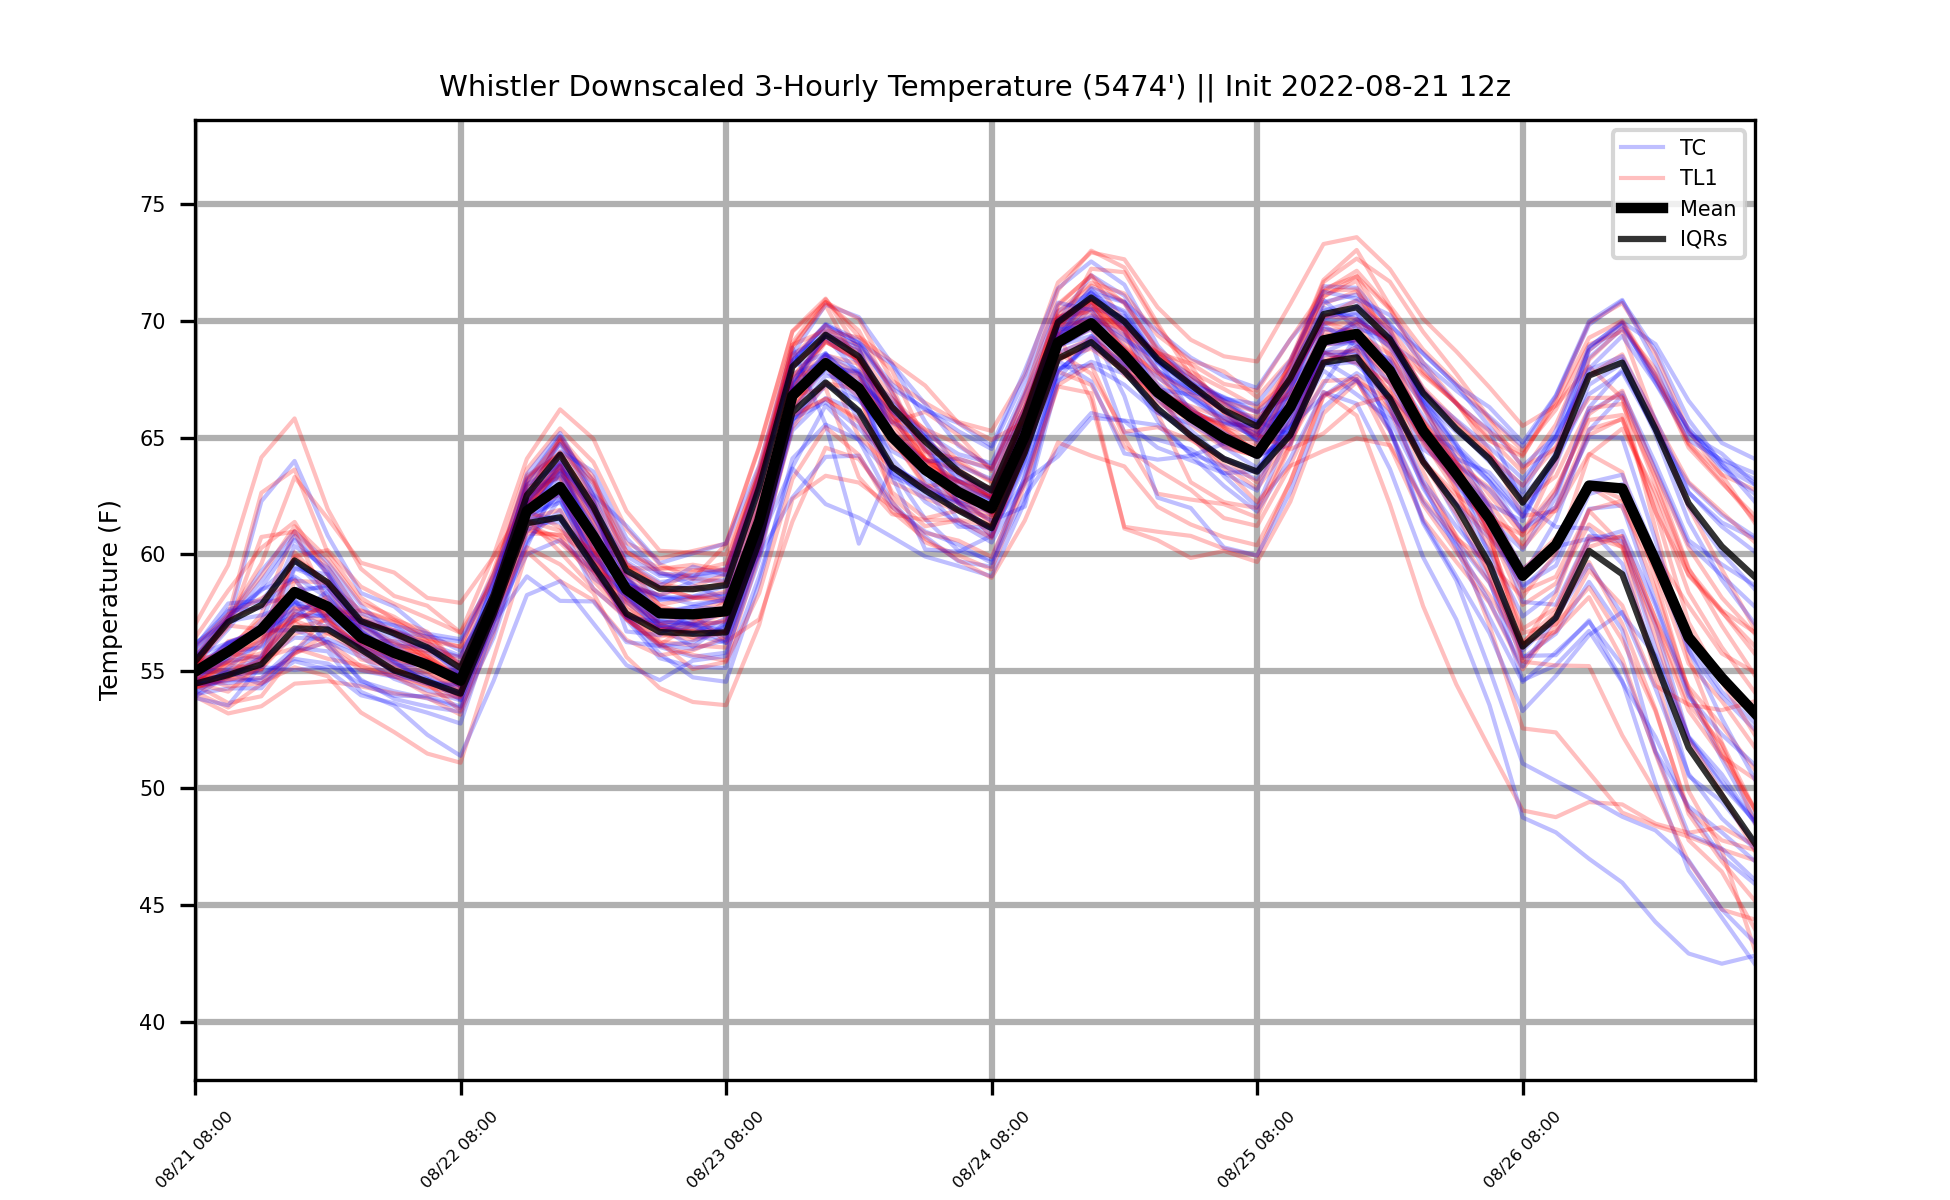 Whistler Downscaled 3-Hourly Temperature (5474') || Init 2022-08-21 12z
TC
TL1
Mean
IQRs
Temperature (F)
75
70
65
60
55
50
45
40
08/21 08:00
08/22 08:00
08/23 08:00
08/24 08:00
08/25 08:00
08/26 08:00